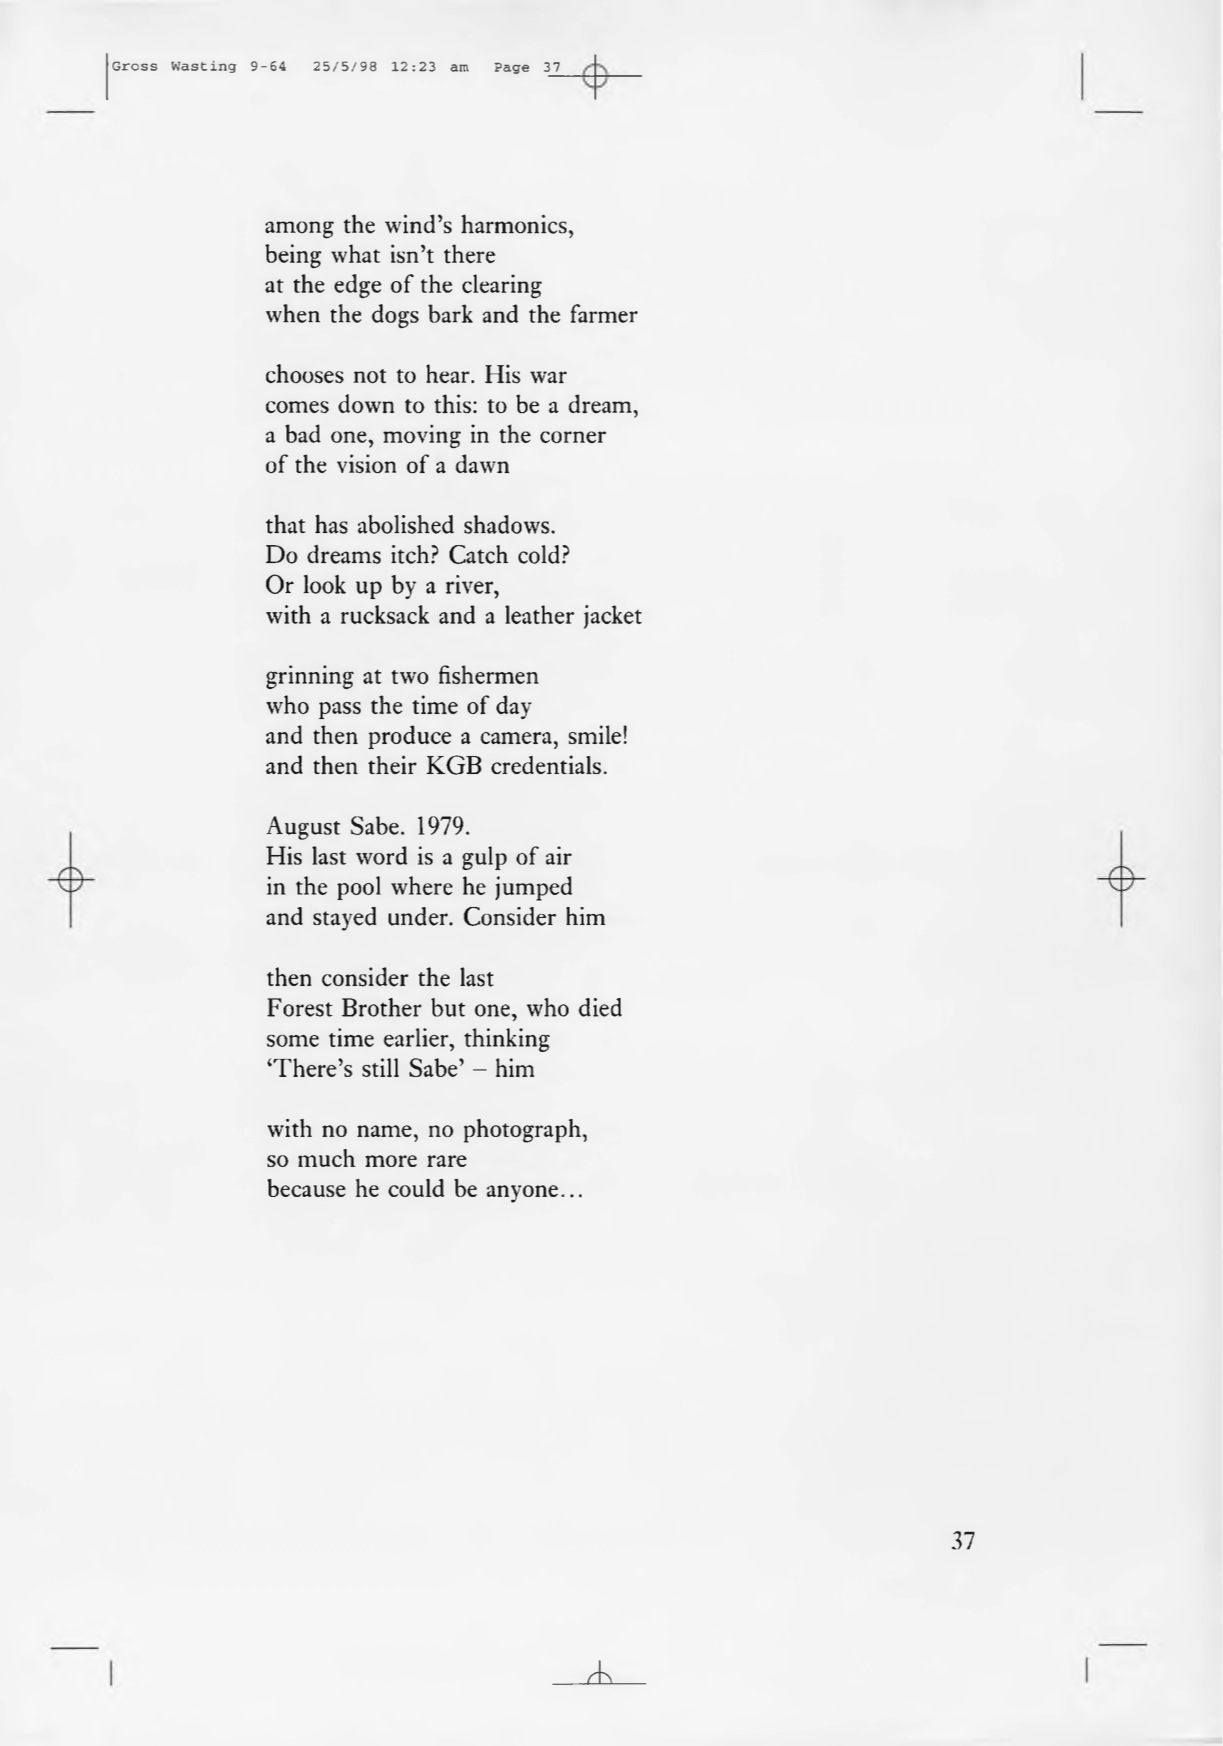 Gross Wasting 9-64 25/5/98 12:23 am Page 37
among the wind's harmonics,
being what isn't there
at the edge of the clearing
when the dogs bark and the farmer
chooses not to hear. His war
comes down to this: to be a dream,
a bad one, moving in the corner
of the vision of a dawn
that has abolished shadows.
Do dreams itch? Catch cold?
Or look up by a river,
with a rucksack and a leather jacket
grinning at two fishermen
who pass the time of day
and then produce a camera, smile!
and then their KGB credentials.
August Sabe. 1979.
His last word is a gulp of air
in the pool where he jumped
and stayed under. Consider him
then consider the last
Forest Brother but one, who died
some time earlier, thinking
‘There's still Sabe’ – him
with no name, no photograph,
so much more rare
because he could be anyone...
37